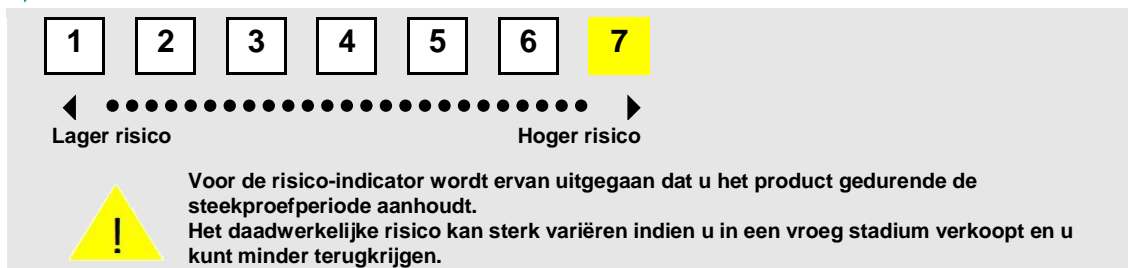 1 2 3 4 5 6 7
Lager risico Hoger risico
!
Voor de risico-indicator wordt ervan uitgegaan dat u het product gedurende de
steekproefperiode aanhoudt.
Het daadwerkelijke risico kan sterk variëren indien u in een vroeg stadium verkoopt en u
kunt minder terugkrijgen.